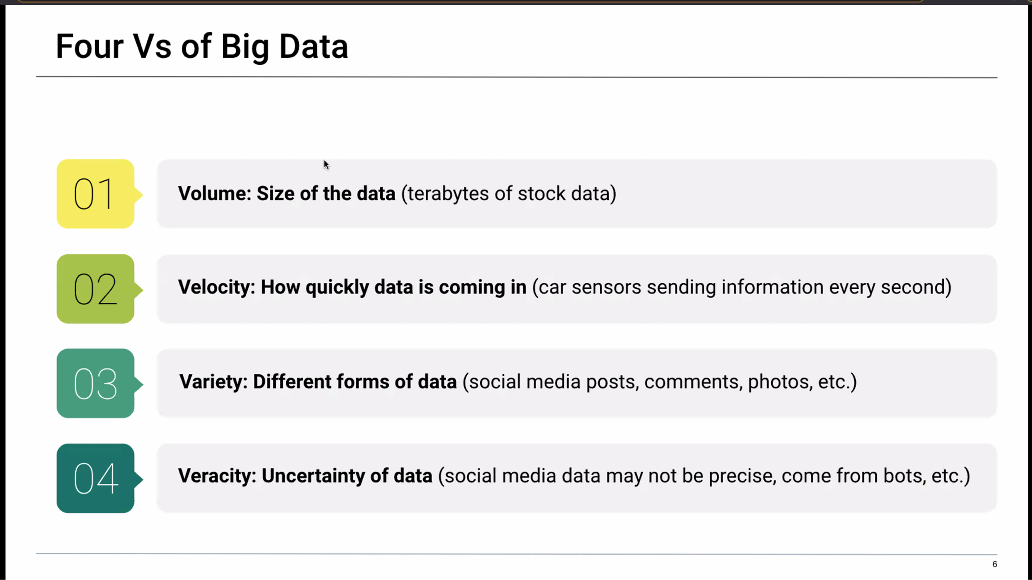 Four Vs of Big Data
01
Volume: Size of the data (terabytes of stock data)
02
Velocity: How quickly data is coming in (car sensors sending information every second)
03
Variety: Different forms of data (social media posts, comments, photos, etc.)
04
Veracity: Uncertainty of data (social media data may not be precise, come from bots, etc.)
6